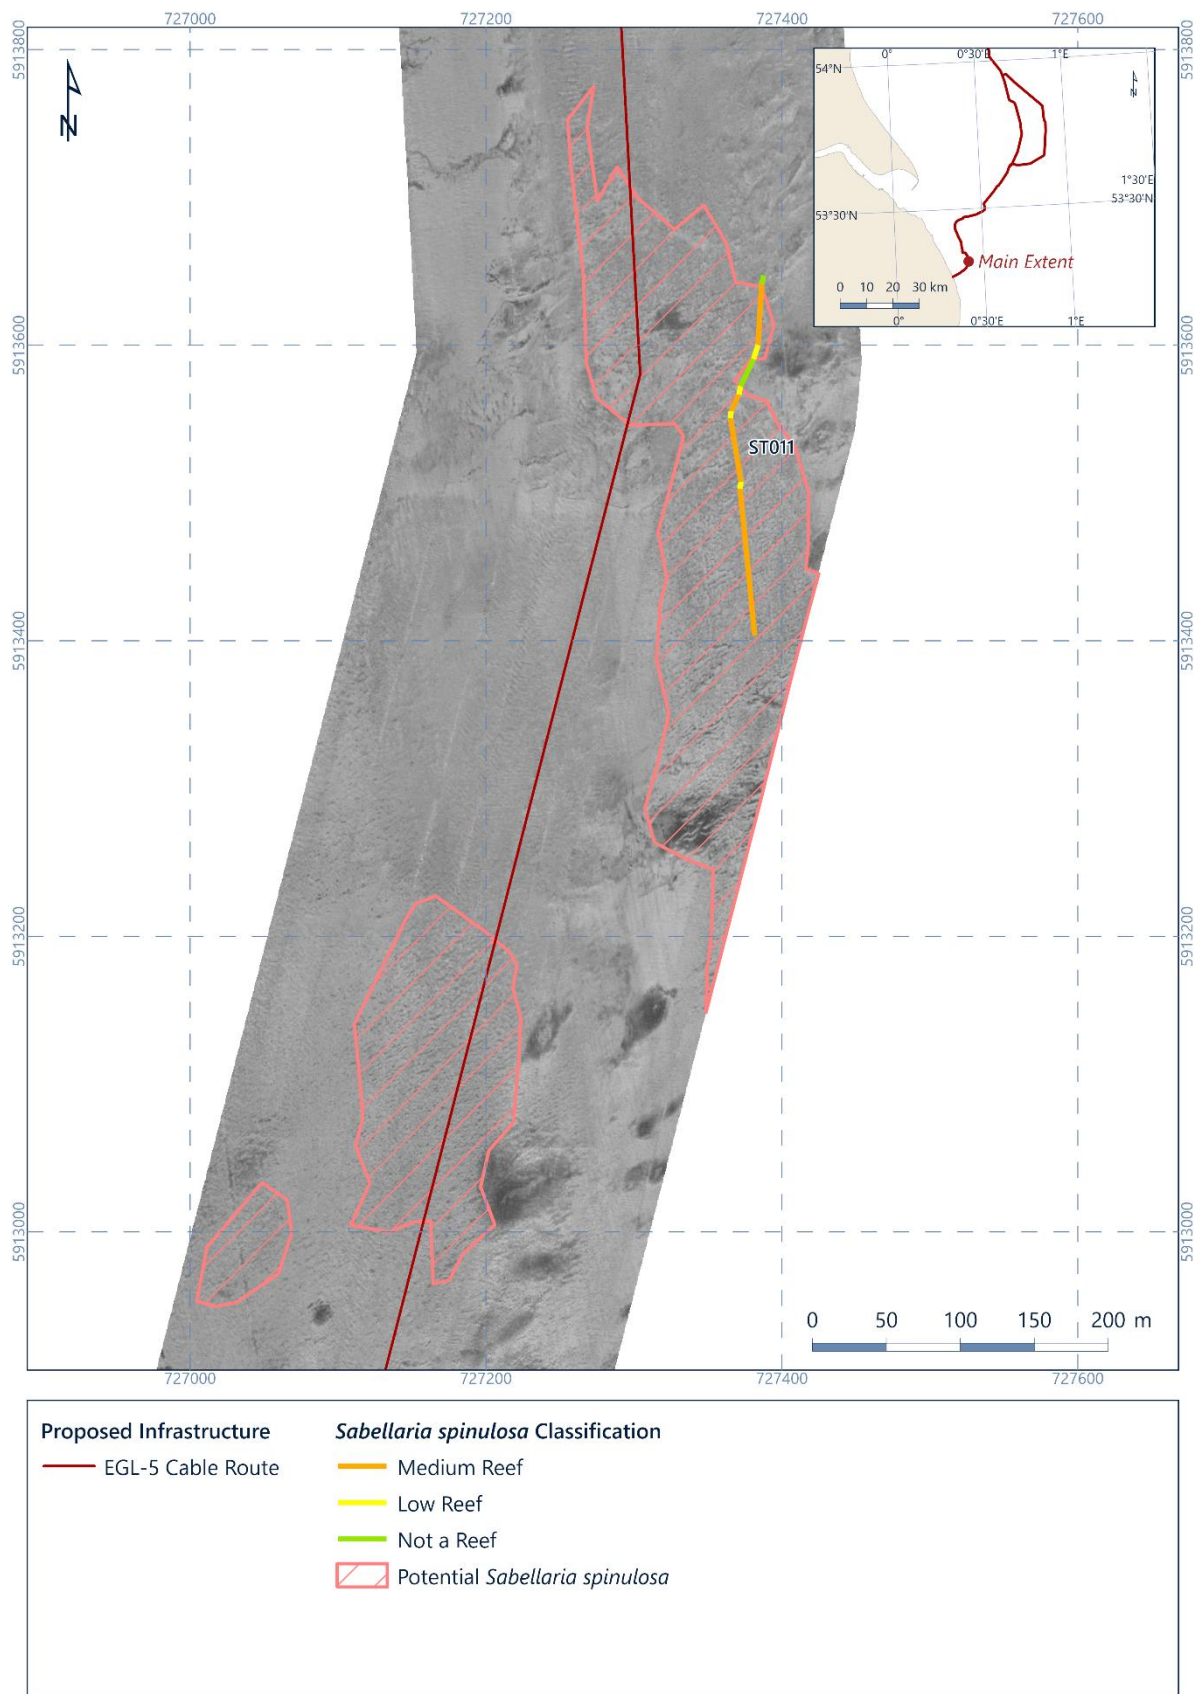 727000 727200 727400 727600
5913800 5913800
N
0° 0°30'E 1°E
54°N
N
1°30'E
53°30'N
53°30'N
Main Extent
0 10 20 30 km
0° 0°30'E 1°E
5913600 5913600
ST011
5913400 5913400
5913200 5913200
5913000 5913000
0 50 100 150 200 m
727000 727200 727400 727600
Proposed Infrastructure
EGL-5 Cable Route
Sabellaria spinulosa Classification
Medium Reef
Low Reef
Not a Reef
Potential Sabellaria spinulosa